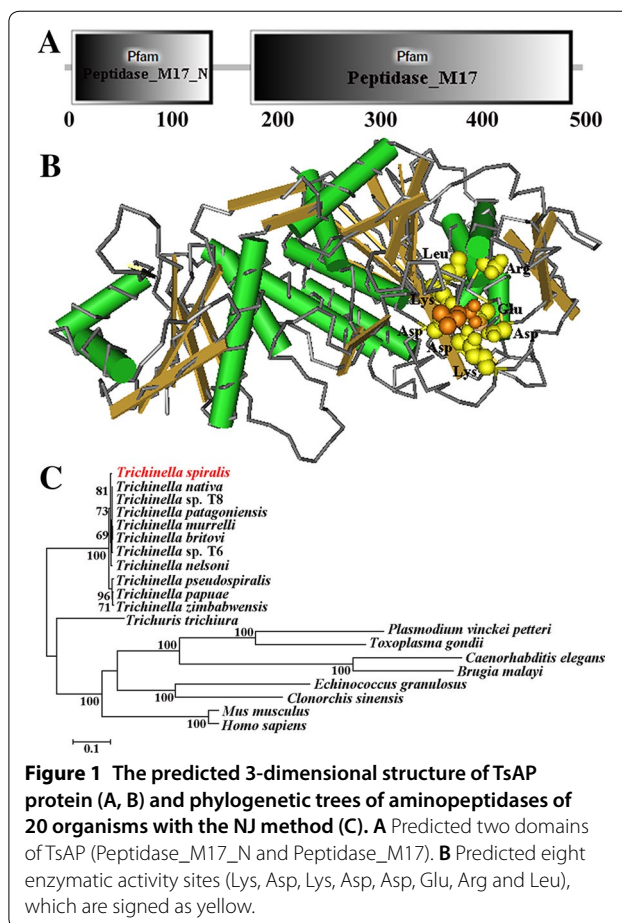 A
Pfam
Peptidase_M17_N
Pfam
Peptidase_M17
0 100 200 300 400 500
B
Leu
Arg
Lys
Glu
Asp
Asp
Asp
Lys
C
Trichinella spiralis
81
Trichinella nativa
Trichinella sp. T8
73
Trichinella patagoniensis
Trichinella murrelli
69
Trichinella britovi
Trichinella sp. T6
100
Trichinella nelsoni
Trichinella pseudospiralis
96
Trichinella papuae
71
Trichinella zimbabwensis
Trichuris trichiura
100
Plasmodium vinckei petteri
Toxoplasma gondii
100
Caenorhabditis elegans
100
Brugia malayi
Echinococcus granulosus
100
100
Clonorchis sinensis
Mus musculus
100
Homo sapiens
0.1
Figure 1 The predicted 3-dimensional structure of TsAP
protein (A, B) and phylogenetic trees of aminopeptidases of
20 organisms with the NJ method (C). A Predicted two domains
of TsAP (Peptidase_M17_N and Peptidase_M17). B Predicted eight
enzymatic activity sites (Lys, Asp, Lys, Asp, Asp, Glu, Arg and Leu),
which are signed as yellow.